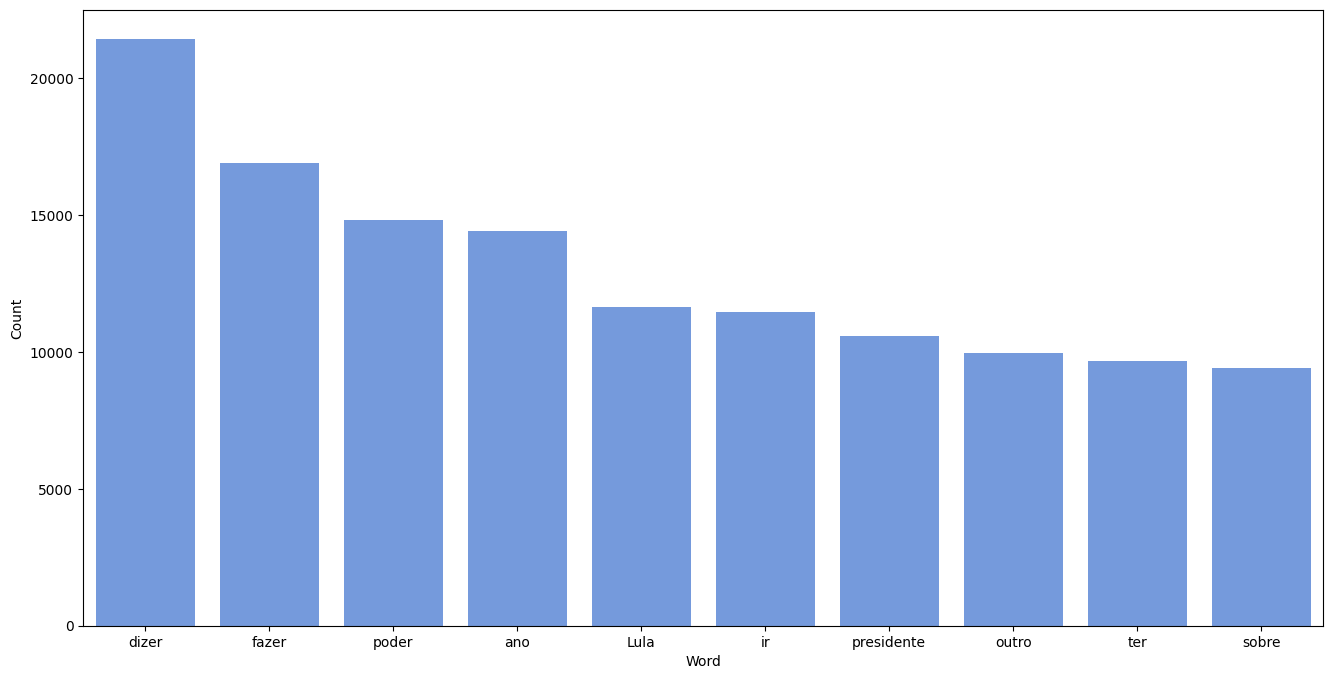 20000
15000
10000
5000
0
Count
dizer fazer poder ano Lula ir presidente outro ter sobre
Word